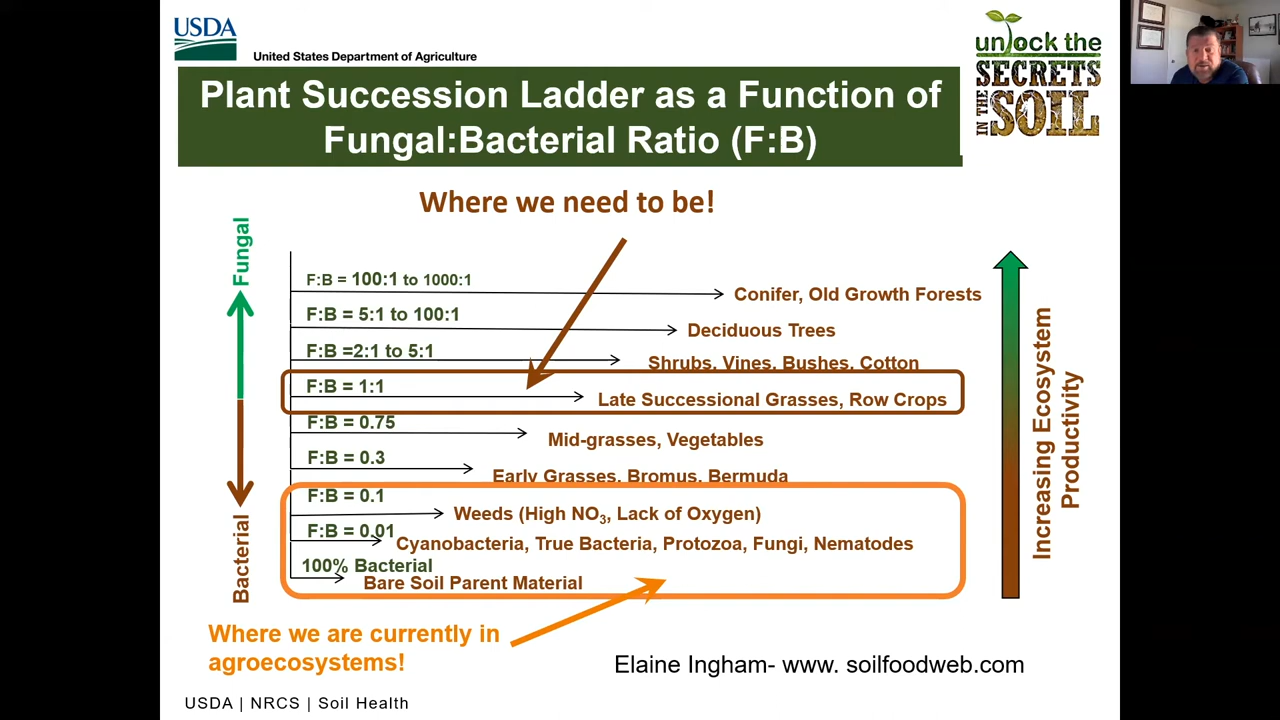 USDA
United States Department of Agriculture
unlock the
SECRETS
IN THE
SOIL
Plant Succession Ladder as a Function of
Fungal:Bacterial Ratio (F:B)
Where we need to be!
Fungal
Bacterial
F:B = 100:1 to 1000:1
Conifer, Old Growth Forests
F:B = 5:1 to 100:1
Deciduous Trees
F:B =2:1 to 5:1
Shrubs, Vines, Bushes, Cotton
F:B = 1:1
Late Successional Grasses, Row Crops
F:B = 0.75
Mid-grasses, Vegetables
F:B = 0.3
Early Grasses, Bromus, Bermuda
F:B = 0.1
Weeds (High NO₃, Lack of Oxygen)
F:B = 0.01
Cyanobacteria, True Bacteria, Protozoa, Fungi, Nematodes
100% Bacterial
Bare Soil Parent Material
Increasing Ecosystem
Productivity
Where we are currently in
agroecosystems!
Elaine Ingham- www. soilfoodweb.com
USDA | NRCS | Soil Health